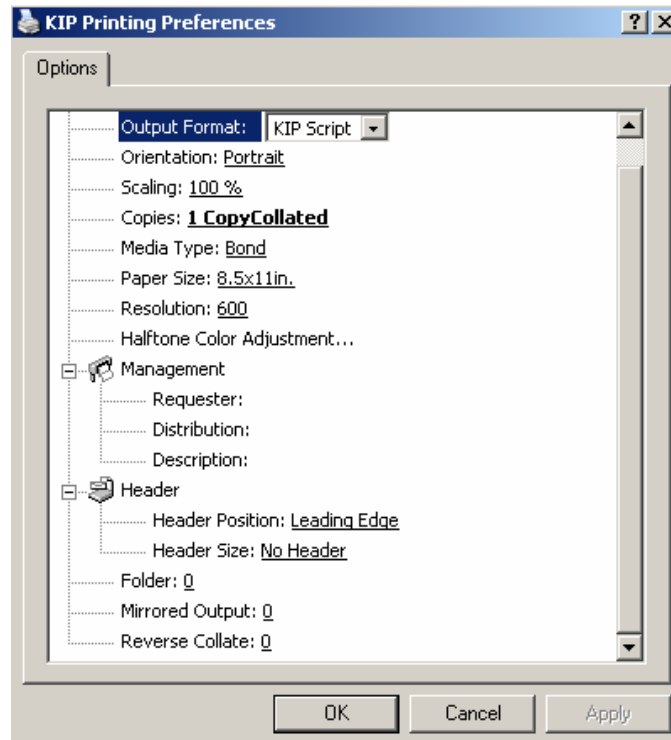 KIP Printing Preferences
Options
Output Format: KIP Script
Orientation: Portrait
Scaling: 100 %
Copies: 1 CopyCollated
Media Type: Bond
Paper Size: 8.5x11in.
Resolution: 600
Halftone Color Adjustment...
Management
Requester:
Distribution:
Description:
Header
Header Position: Leading Edge
Header Size: No Header
Folder: 0
Mirrored Output: 0
Reverse Collate: 0
OK Cancel Apply